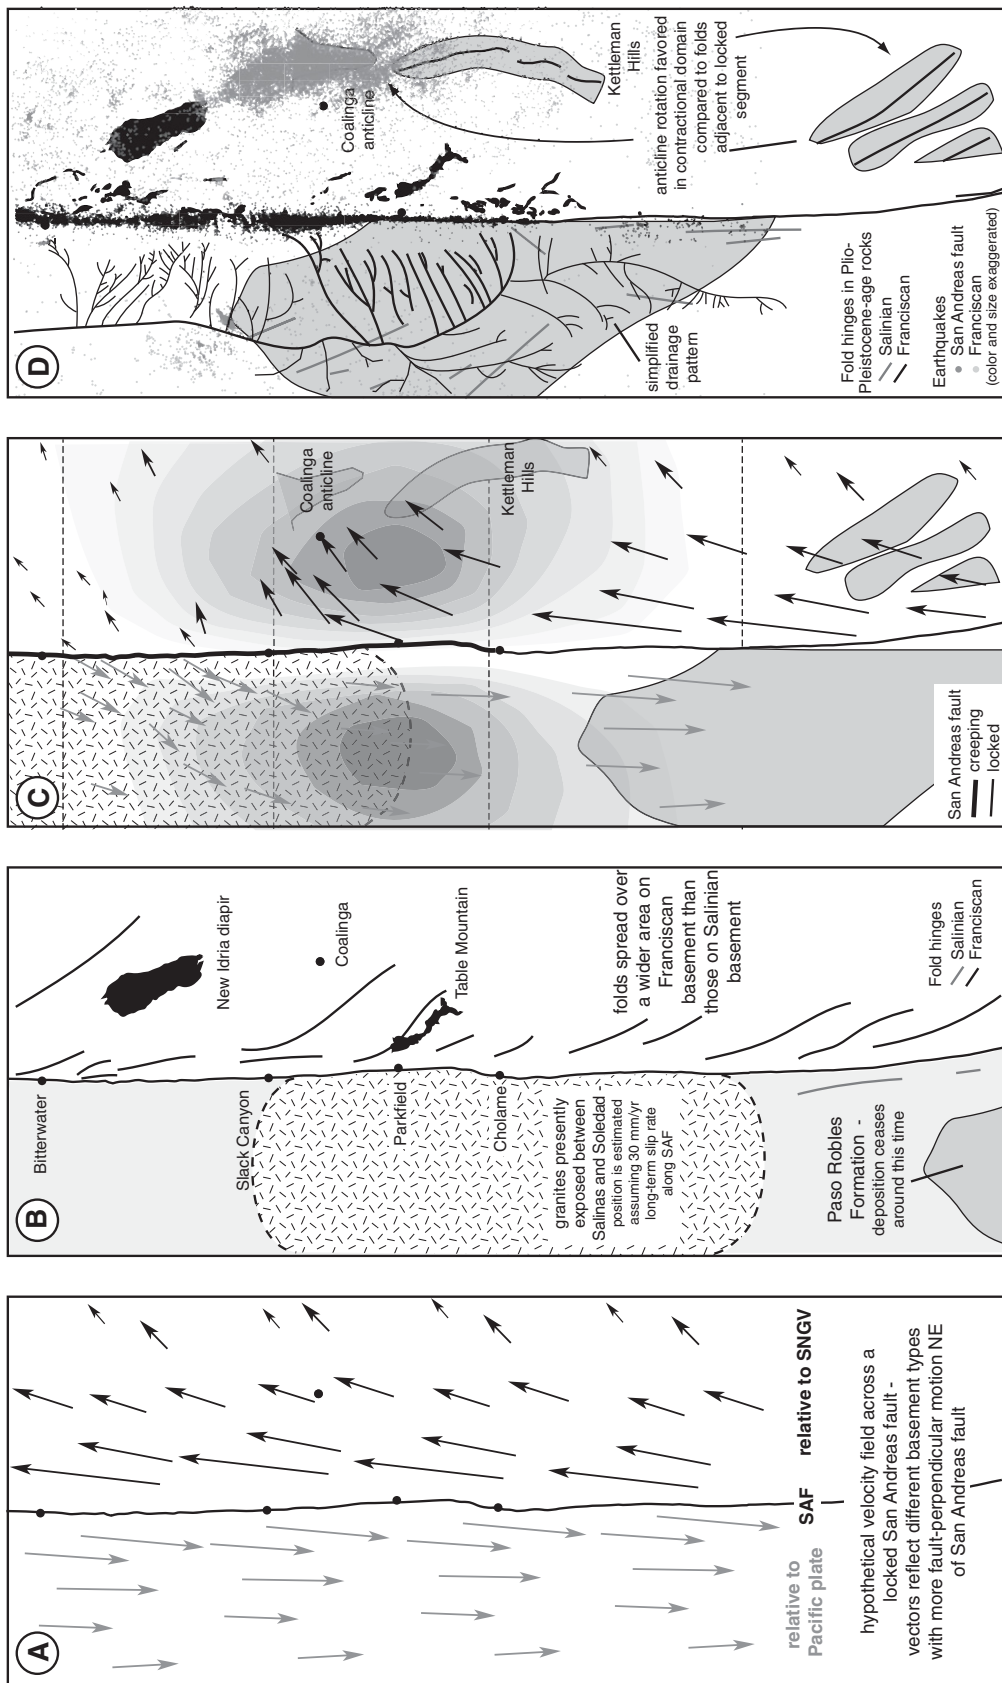 A
relative to
Pacific plate
SAF
relative to SNGV
hypothetical velocity field across a
locked San Andreas fault -
vectors reflect different basement types
with more fault-perpendicular motion NE
of San Andreas fault
B
Bitterwater
Slack Canyon
Parkfield
Cholame
New Idria diapir
Coalinga
Table Mountain
granites presently
exposed between
Salinas and Soledad -
position is estimated
assuming 30 mm/yr
long-term slip rate
along SAF
folds spread over
a wider area on
Franciscan
basement than
those on Salinian
basement
Paso Robles
Formation -
deposition ceases
around this time
Fold hinges
Salinian
Franciscan
C
Coalinga
anticline
Kettleman
Hills
San Andreas fault
creeping
locked
D
Coalinga
anticline
Kettleman
Hills
anticline rotation favored
in contractional domain
compared to folds
adjacent to locked
segment
simplified
drainage
pattern
Fold hinges in Plio-
Pleistocene-age rocks
Salinian
Franciscan
Earthquakes
San Andreas fault
Franciscan
(color and size exaggerated)